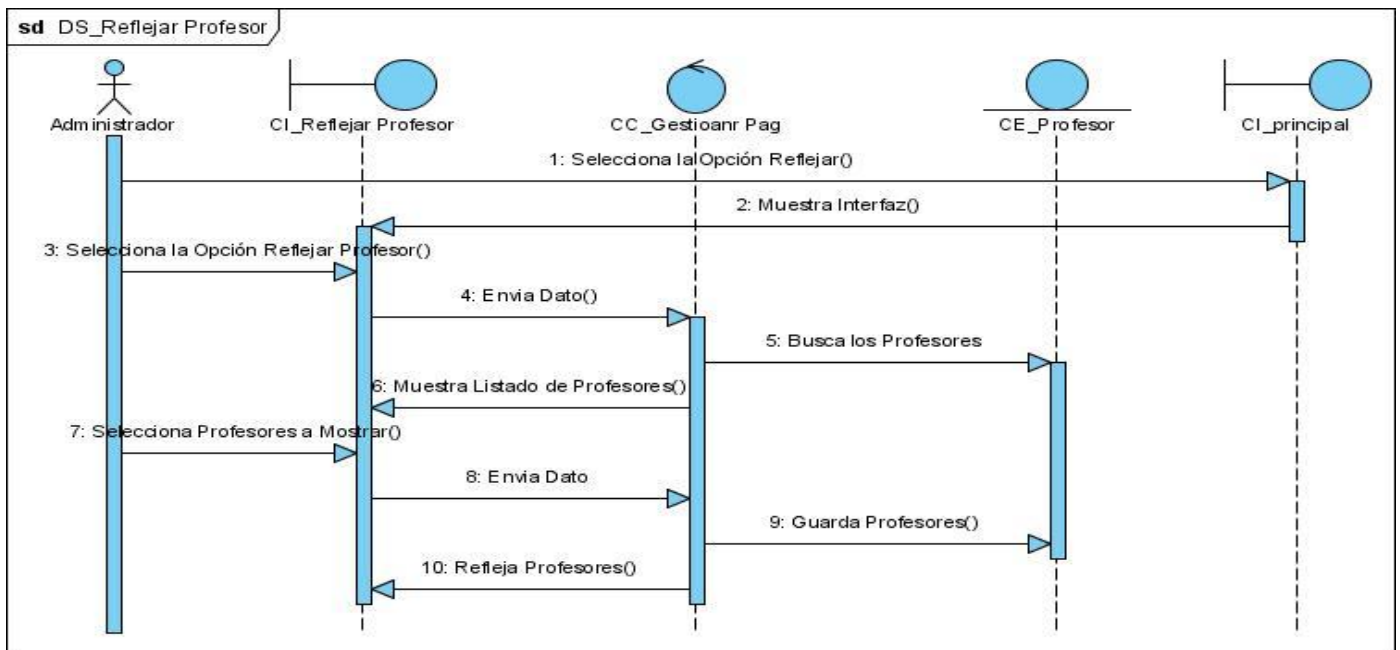 sd DS_Reflejar Profesor
Administrador
CI_Reflejar Profesor
CC_Gestioanr Pag
CE_Profesor
CI_principal
1: Selecciona la Opción Reflejar()
2: Muestra Interfaz()
3: Selecciona la Opción Reflejar Profesor()
4: Envia Dato()
5: Busca los Profesores
6: Muestra Listado de Profesores()
7: Selecciona Profesores a Mostrar()
8: Envia Dato
9: Guarda Profesores()
10: Refleja Profesores()